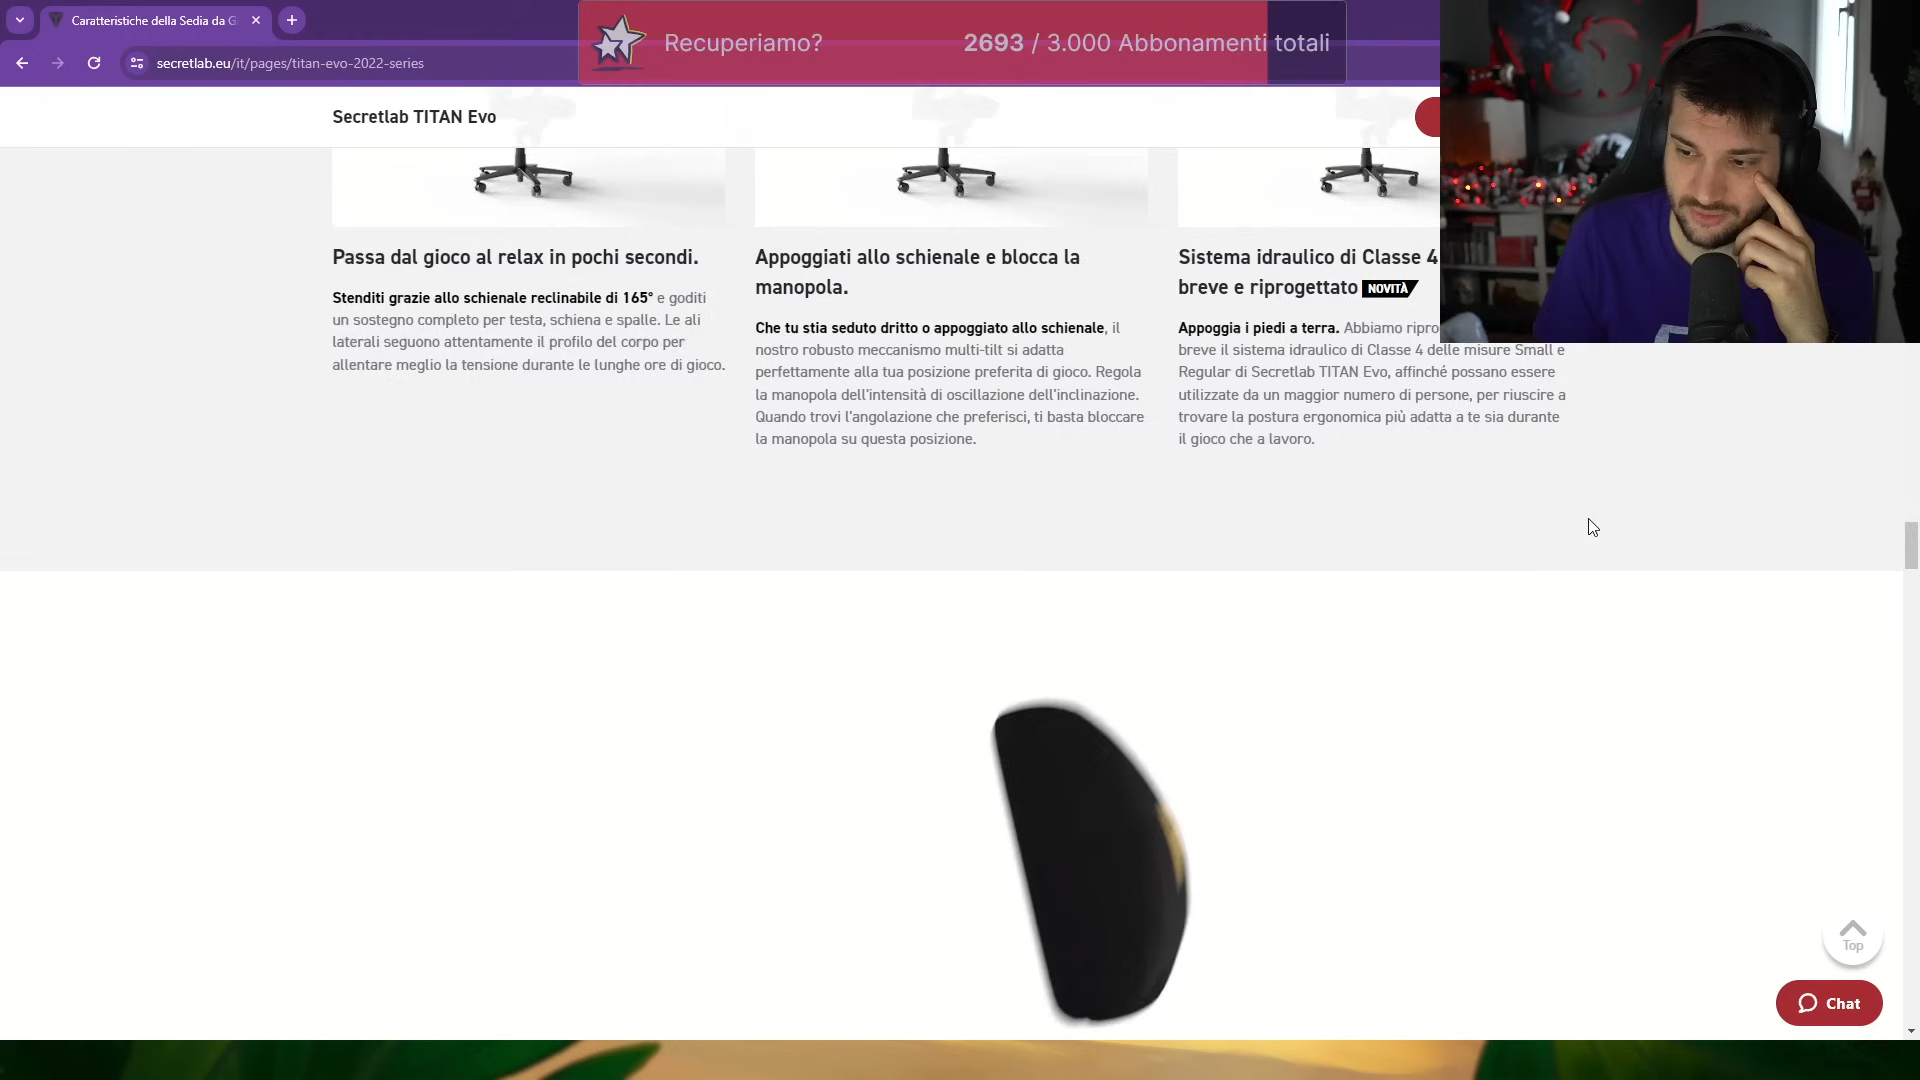 Caratteristiche della Sedia da G
secretlab.eu/it/pages/titan-evo-2022-series
Recuperiamo?
2693 / 3.000 Abbonamenti totali
Secretlab TITAN Evo
Passa dal gioco al relax in pochi secondi.
Stenditi grazie allo schienale reclinabile di 165° e goditi
un sostegno completo per testa, schiena e spalle. Le ali
laterali seguono attentamente il profilo del corpo per
allentare meglio la tensione durante le lunghe ore di gioco.
Appoggiati allo schienale e blocca la
manopola.
Che tu stia seduto dritto o appoggiato allo schienale, il
nostro robusto meccanismo multi-tilt si adatta
perfettamente alla tua posizione preferita di gioco. Regola
la manopola dell'intensità di oscillazione dell'inclinazione.
Quando trovi l'angolazione che preferisci, ti basta bloccare
la manopola su questa posizione.
Sistema idraulico di Classe 4
breve e riprogettato NOVITÀ
Appoggia i piedi a terra. Abbiamo ripro
breve il sistema idraulico di Classe 4 delle misure Small e
Regular di Secretlab TITAN Evo, affinché possano essere
utilizzate da un maggior numero di persone, per riuscire a
trovare la postura ergonomica più adatta a te sia durante
il gioco che a lavoro.
Top
Chat